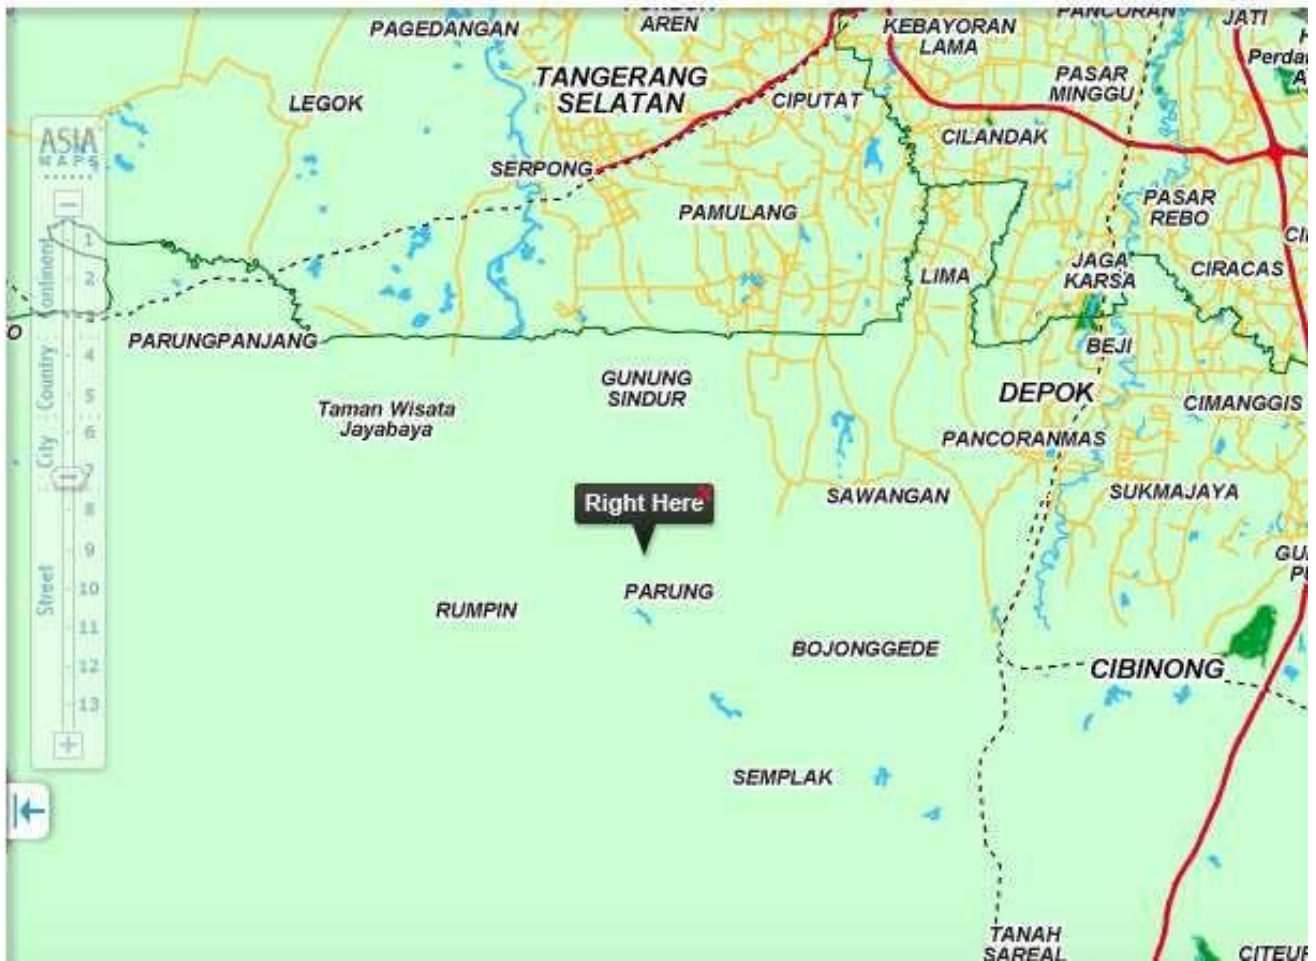 PAGEDANGAN
AREN
KEBAYORAN
LAMA
PANCORAN
JATI
TANGERANG
SELATAN
LEGOK
CIPUTAT
PASAR
MINGGU
CILANDAK
ASIA
MAPS
SERPONG
PAMULANG
PASAR
REBO
1
2
3
4
5
6
7
8
9
10
11
12
13
Country
City
Street
LIMA
JAGA
KARSA
CIRACAS
PARUNGPANJANG
BEJI
GUNUNG
SINDUR
DEPOK
CIMANGGIS
Taman Wisata
Jayabaya
PANCORANMAS
SAWANGAN
SUKMAJAYA
Right Here
PARUNG
RUMPIN
BOJONGGEDE
CIBINONG
SEMPLAK
TANAH
SAREAL